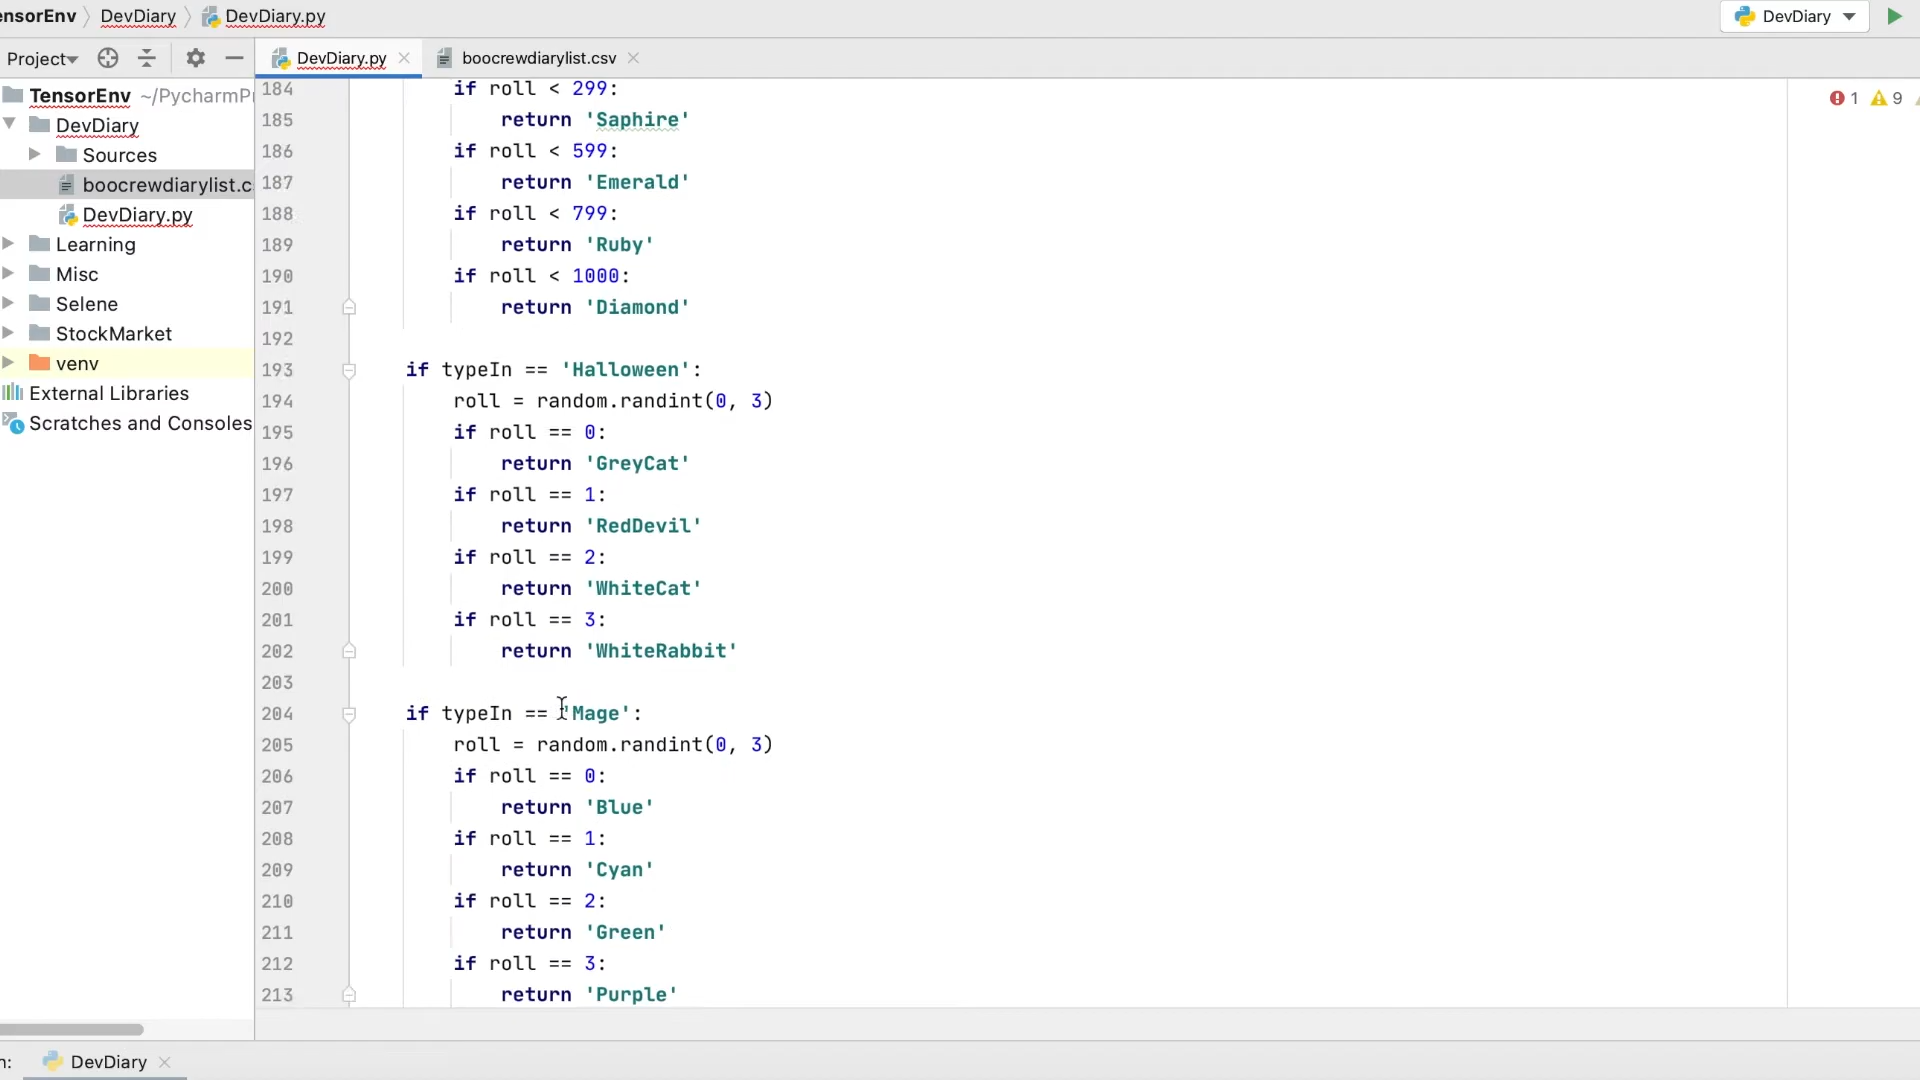 ensorEnv DevDiary DevDiary.py DevDiary
Project DevDiary.py boocrewdiarylist.csv
TensorEnv ~/PycharmP
DevDiary
Sources
boocrewdiarylist.c
DevDiary.py
Learning
Misc
Selene
StockMarket
venv
External Libraries
Scratches and Consoles
1 9
184 if roll < 299:
185 return 'Saphire'
186 if roll < 599:
187 return 'Emerald'
188 if roll < 799:
189 return 'Ruby'
190 if roll < 1000:
191 return 'Diamond'
192
193 if typeIn == 'Halloween':
194 roll = random.randint(0, 3)
195 if roll == 0:
196 return 'GreyCat'
197 if roll == 1:
198 return 'RedDevil'
199 if roll == 2:
200 return 'WhiteCat'
201 if roll == 3:
202 return 'WhiteRabbit'
203
204 if typeIn == 'Mage':
205 roll = random.randint(0, 3)
206 if roll == 0:
207 return 'Blue'
208 if roll == 1:
209 return 'Cyan'
210 if roll == 2:
211 return 'Green'
212 if roll == 3:
213 return 'Purple'
n: DevDiary